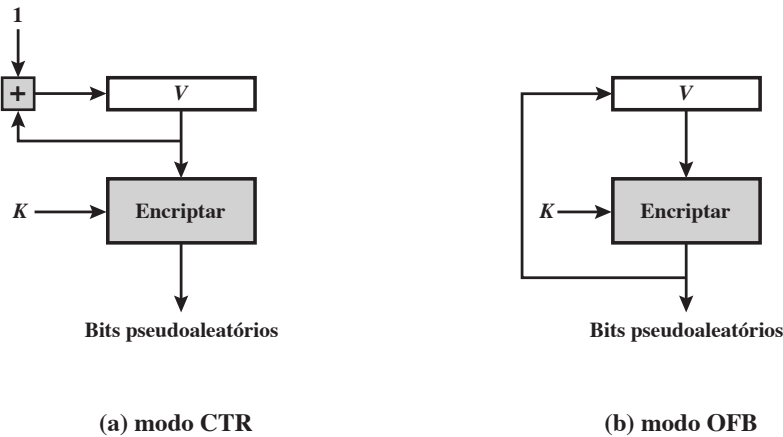 1
+
V
K
Encriptar
Bits pseudoaleatórios
(a) modo CTR
V
K
Encriptar
Bits pseudoaleatórios
(b) modo OFB